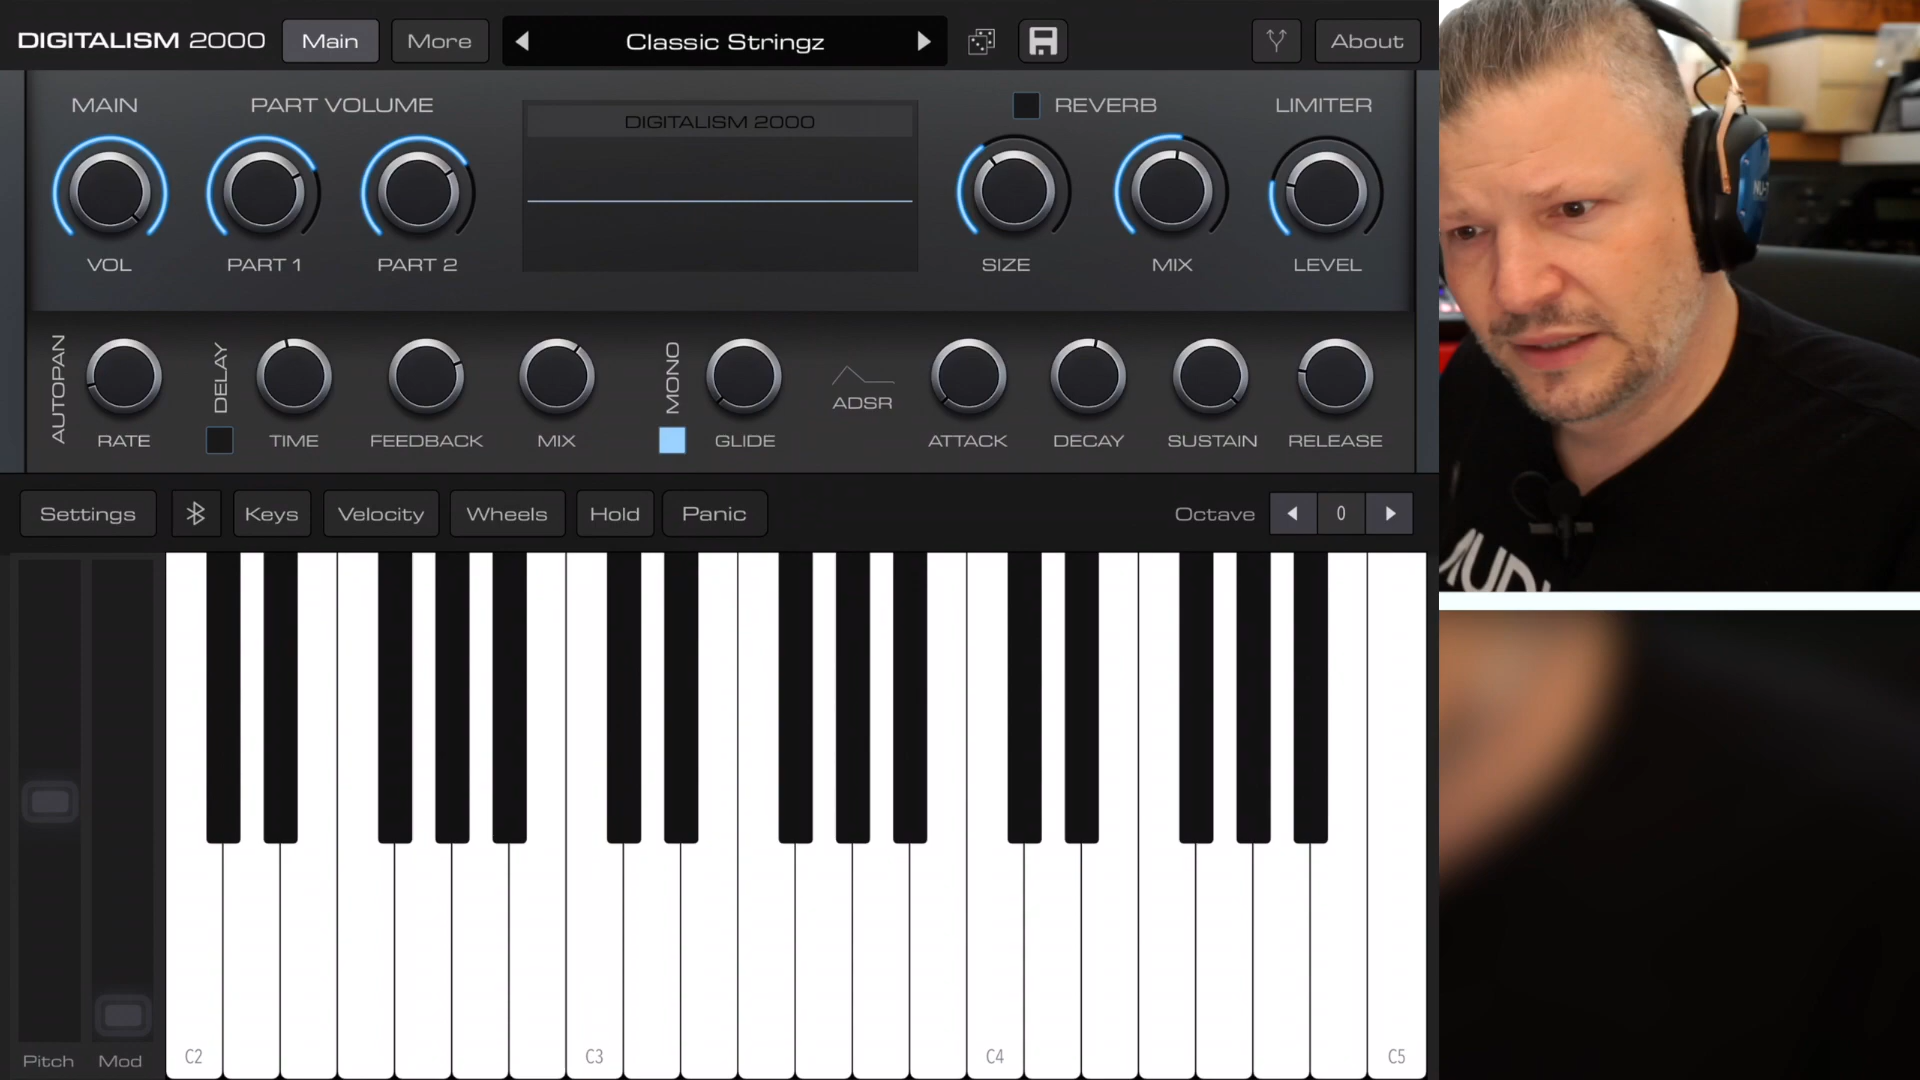 DIGITALISM 2000 Main More Classic Stringz About
MAIN PART VOLUME DIGITALISM 2000 REVERB LIMITER
VOL PART 1 PART 2 SIZE MIX LEVEL
AUTOPAN DELAY MONO
ADSR
RATE TIME FEEDBACK MIX GLIDE ATTACK DECAY SUSTAIN RELEASE
Settings Keys Velocity Wheels Hold Panic Octave 0
C2 C3 C4 C5
Pitch Mod